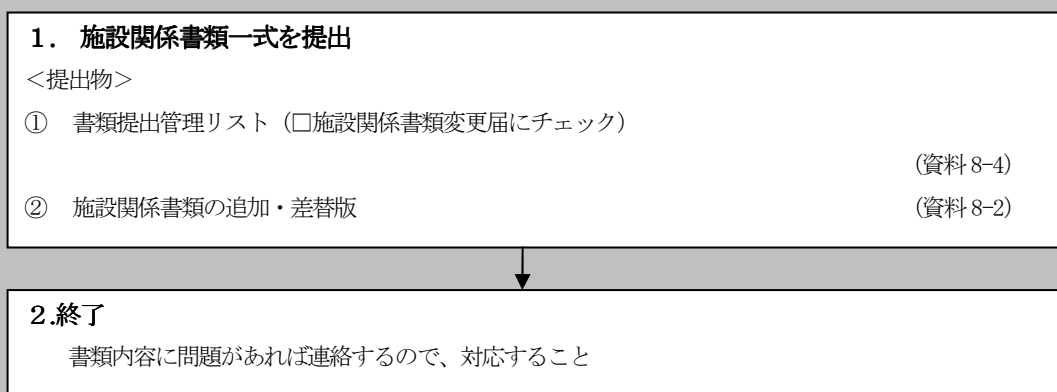 1. 施設関係書類一式を提出
＜提出物＞
① 書類提出管理リスト（□施設関係書類変更届にチェック）
（資料 8-4）
② 施設関係書類の追加・差替版 （資料 8-2）
2.終了
書類内容に問題があれば連絡するので、対応すること